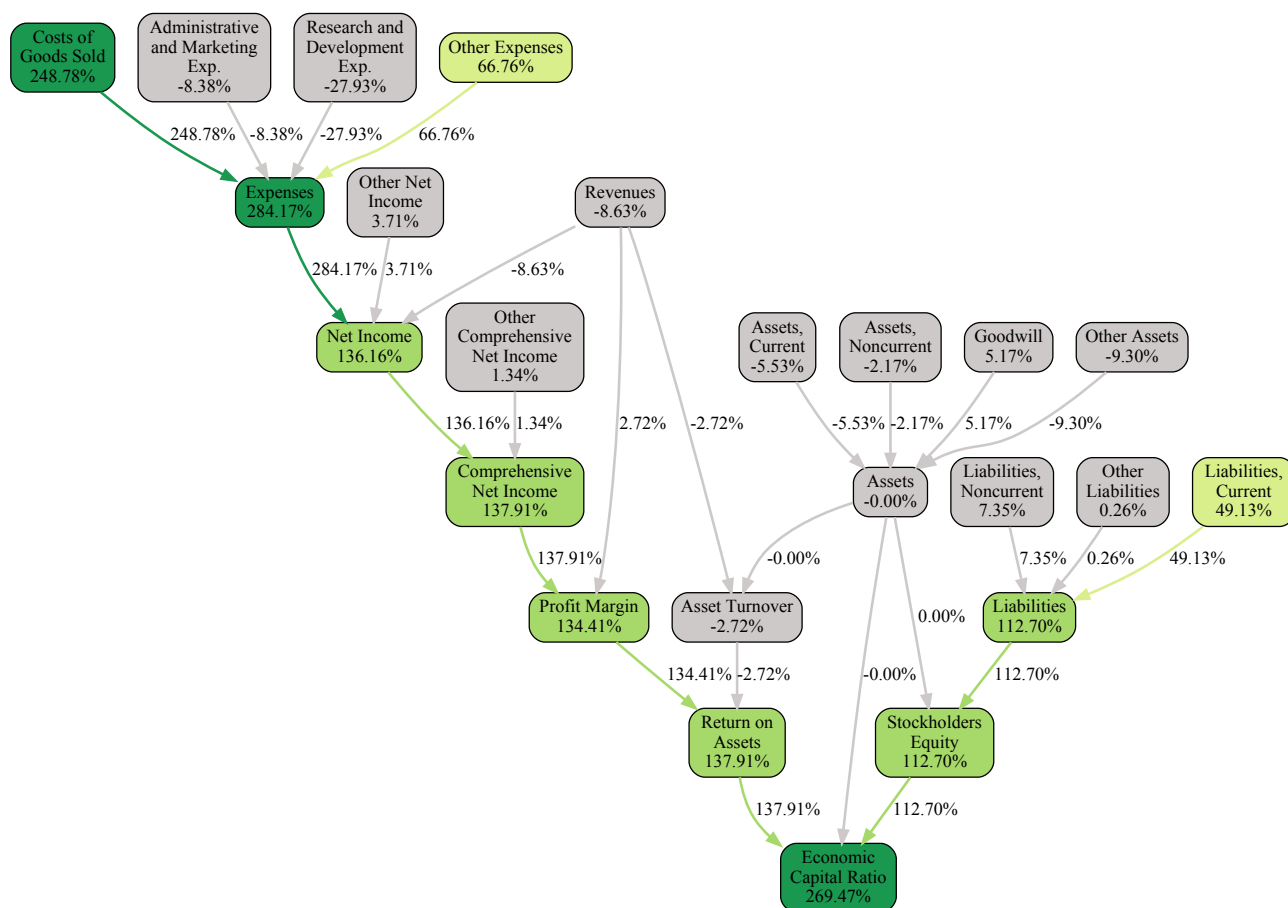 Costs of
Goods Sold
248.78%
Administrative
and Marketing
Exp.
-8.38%
Research and
Development
Exp.
-27.93%
Other Expenses
66.76%
248.78%
-8.38%
-27.93%
66.76%
Expenses
284.17%
Other Net
Income
3.71%
Revenues
-8.63%
284.17%
3.71%
-8.63%
Net Income
136.16%
Other
Comprehensive
Net Income
1.34%
Assets,
Current
-5.53%
Assets,
Noncurrent
-2.17%
Goodwill
5.17%
Other Assets
-9.30%
136.16%
1.34%
2.72%
-2.72%
-5.53%
-2.17%
5.17%
-9.30%
Comprehensive
Net Income
137.91%
Assets
-0.00%
Liabilities,
Noncurrent
7.35%
Other
Liabilities
0.26%
Liabilities,
Current
49.13%
137.91%
-0.00%
7.35%
0.26%
49.13%
Profit Margin
134.41%
Asset Turnover
-2.72%
0.00%
Liabilities
112.70%
134.41%
-2.72%
-0.00%
112.70%
Return on
Assets
137.91%
Stockholders
Equity
112.70%
137.91%
112.70%
Economic
Capital Ratio
269.47%